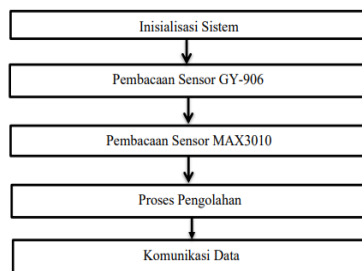 Inisialisasi Sistem
Pembacaan Sensor GY-906
Pembacaan Sensor MAX3010
Proses Pengolahan
Komunikasi Data